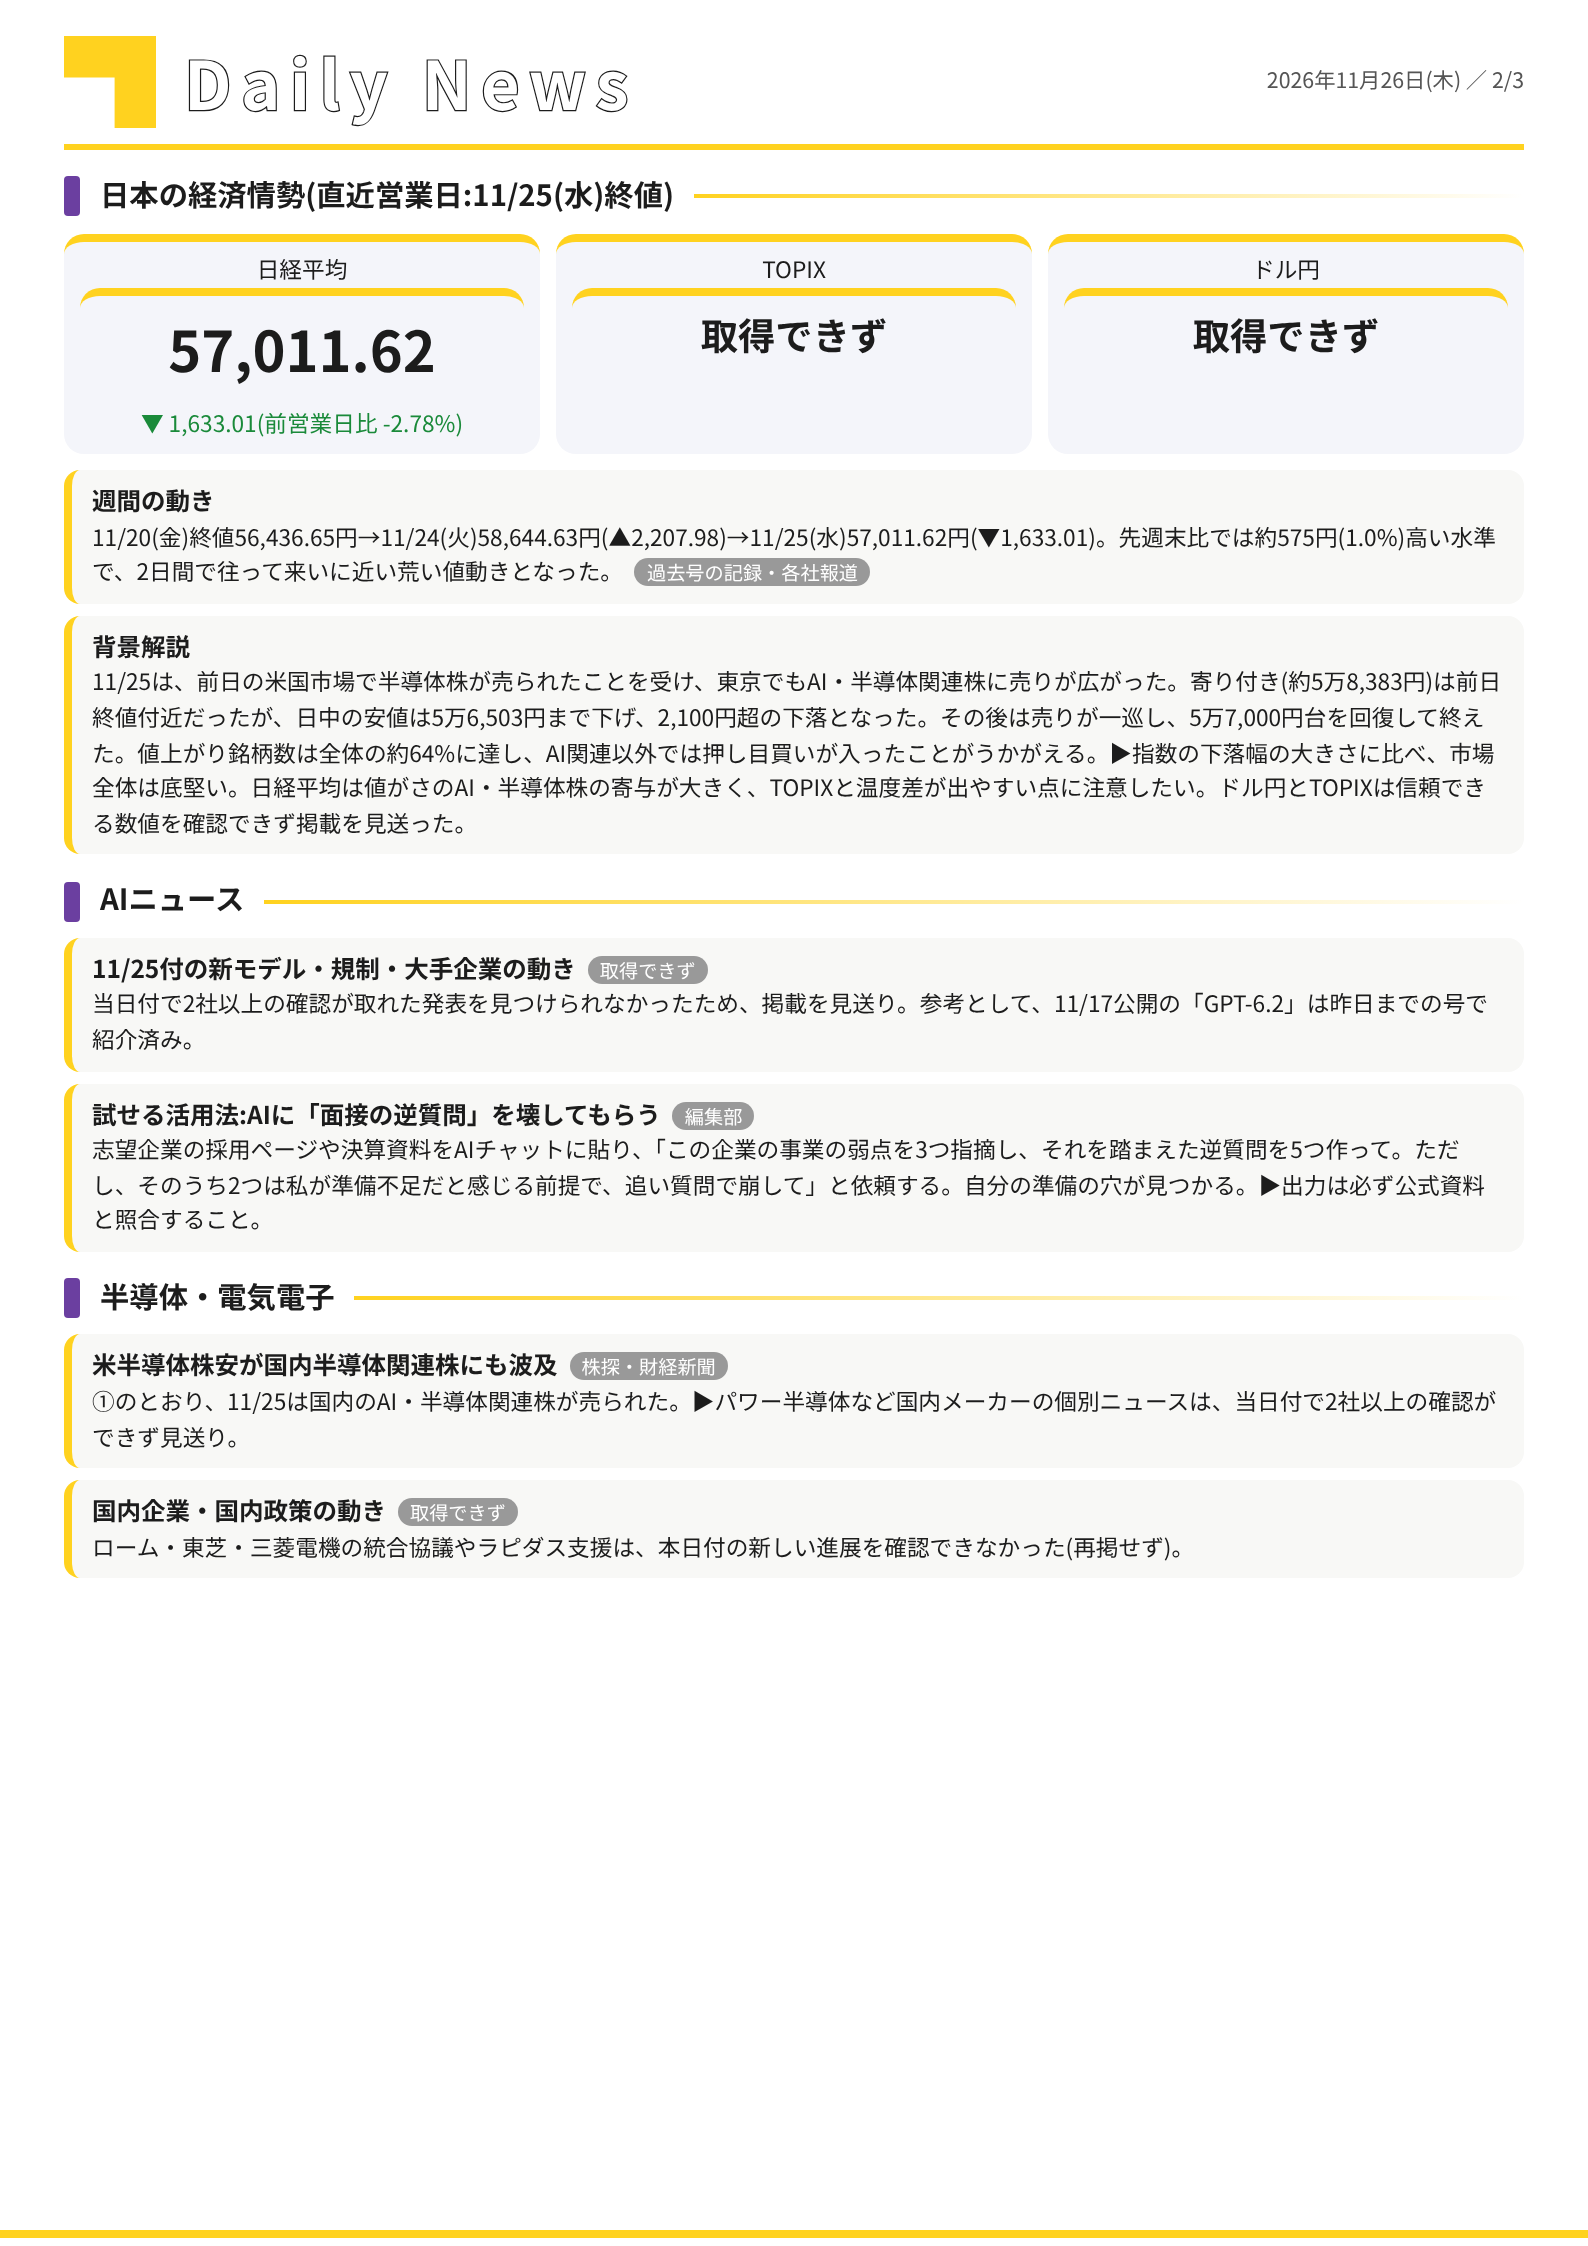 Daily News
2026年11月26日(木) ／ 2/3
日本の経済情勢(直近営業日:11/25(水)終値)
日経平均
57,011.62
▼ 1,633.01(前営業日比 -2.78%)
TOPIX
取得できず
ドル円
取得できず
週間の動き
11/20(金)終値56,436.65円→11/24(火)58,644.63円(▲2,207.98)→11/25(水)57,011.62円(▼1,633.01)。先週末比では約575円(1.0%)高い水準
で、2日間で往って来いに近い荒い値動きとなった。 過去号の記録・各社報道
背景解説
11/25は、前日の米国市場で半導体株が売られたことを受け、東京でもAI・半導体関連株に売りが広がった。寄り付き(約5万8,383円)は前日
終値付近だったが、日中の安値は5万6,503円まで下げ、2,100円超の下落となった。その後は売りが一巡し、5万7,000円台を回復して終え
た。値上がり銘柄数は全体の約64%に達し、AI関連以外では押し目買いが入ったことがうかがえる。▶指数の下落幅の大きさに比べ、市場
全体は底堅い。日経平均は値がさのAI・半導体株の寄与が大きく、TOPIXと温度差が出やすい点に注意したい。ドル円とTOPIXは信頼でき
る数値を確認できず掲載を見送った。
AIニュース
11/25付の新モデル・規制・大手企業の動き 取得できず
当日付で2社以上の確認が取れた発表を見つけられなかったため、掲載を見送り。参考として、11/17公開の「GPT-6.2」は昨日までの号で
紹介済み。
試せる活用法:AIに「面接の逆質問」を壊してもらう 編集部
志望企業の採用ページや決算資料をAIチャットに貼り、「この企業の事業の弱点を3つ指摘し、それを踏まえた逆質問を5つ作って。ただ
し、そのうち2つは私が準備不足だと感じる前提で、追い質問で崩して」と依頼する。自分の準備の穴が見つかる。▶出力は必ず公式資料
と照合すること。
半導体・電気電子
米半導体株安が国内半導体関連株にも波及 株探・財経新聞
①のとおり、11/25は国内のAI・半導体関連株が売られた。▶パワー半導体など国内メーカーの個別ニュースは、当日付で2社以上の確認が
できず見送り。
国内企業・国内政策の動き 取得できず
ローム・東芝・三菱電機の統合協議やラピダス支援は、本日付の新しい進展を確認できなかった(再掲せず)。